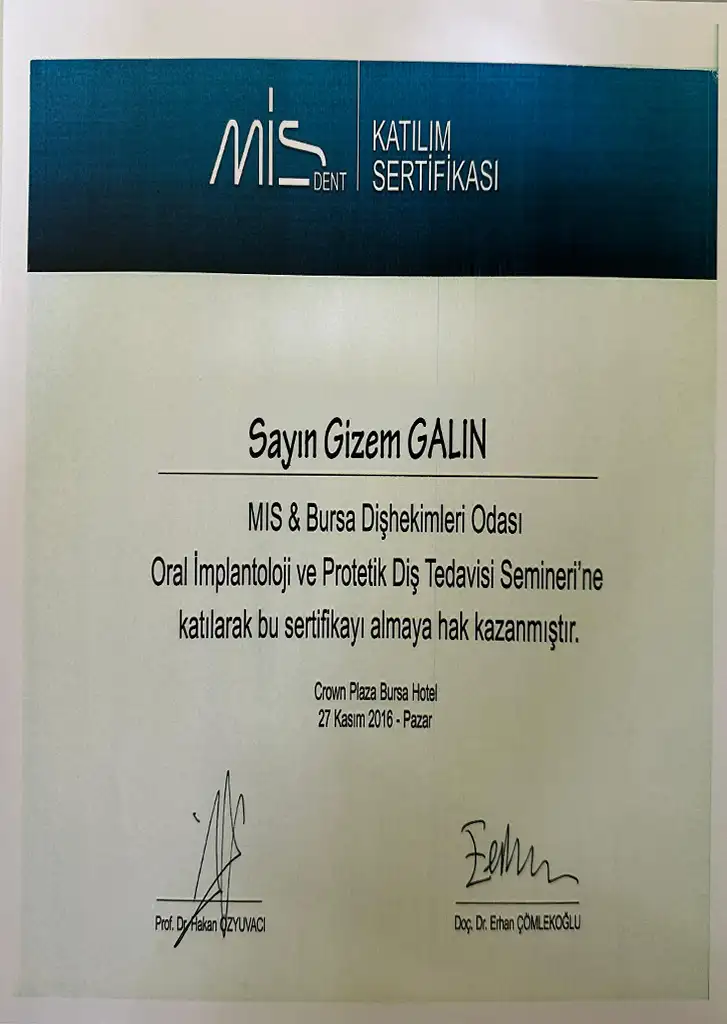 MİS DENT
KATILIM
SERTİFİKASI
Sayın Gizem GALIN
MIS & Bursa Dişhekimleri Odası
Oral İmplantoloji ve Protetik Diş Tedavisi Semineri'ne
katılarak bu sertifikayı almaya hak kazanmıştır.
Crown Plaza Bursa Hotel
27 Kasım 2016 - Pazar
Prof. Dr. Hakan ÖZYUVACI
Doç. Dr. Erhan ÇÖMLEKOĞLU